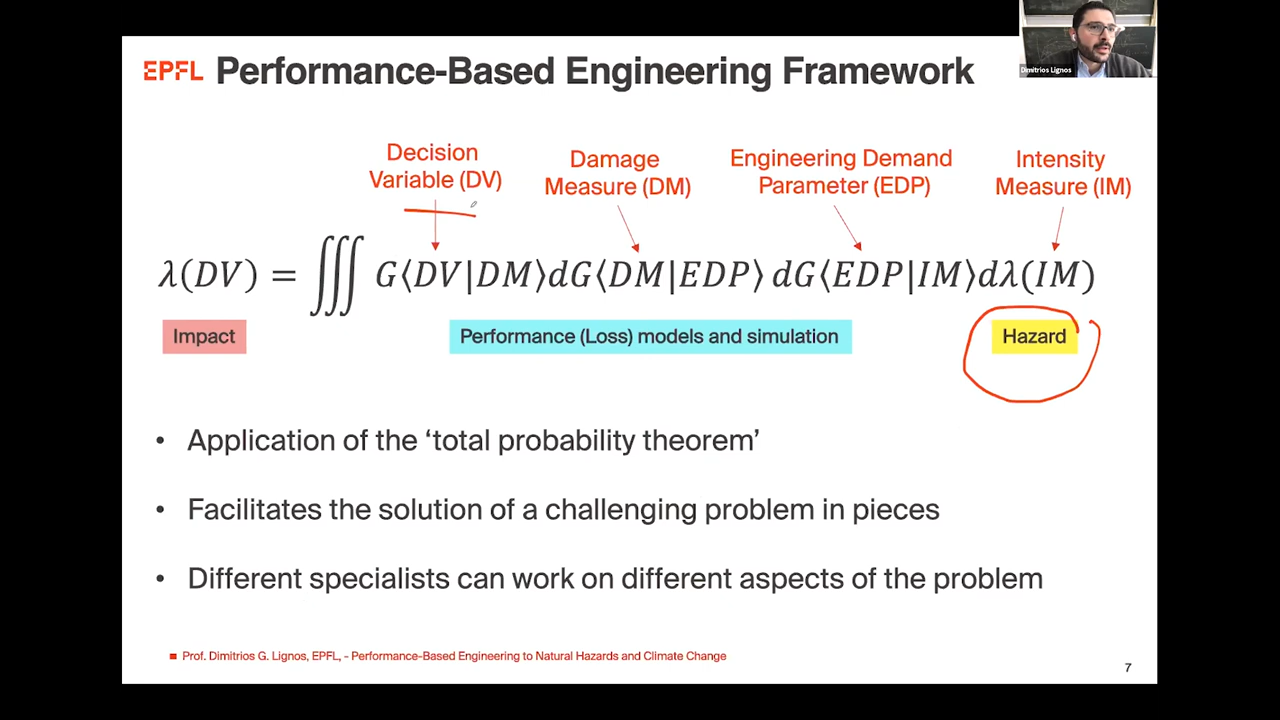 Dimitrios Lignos
EPFL Performance-Based Engineering Framework
Decision
Variable (DV)
Damage
Measure (DM)
Engineering Demand
Parameter (EDP)
Intensity
Measure (IM)
λ(DV) = ∭ G⟨DV|DM⟩dG⟨DM|EDP⟩ dG⟨EDP|IM⟩dλ(IM)
Impact
Performance (Loss) models and simulation
Hazard
• Application of the ‘total probability theorem’
• Facilitates the solution of a challenging problem in pieces
• Different specialists can work on different aspects of the problem
Prof. Dimitrios G. Lignos, EPFL, - Performance-Based Engineering to Natural Hazards and Climate Change
7